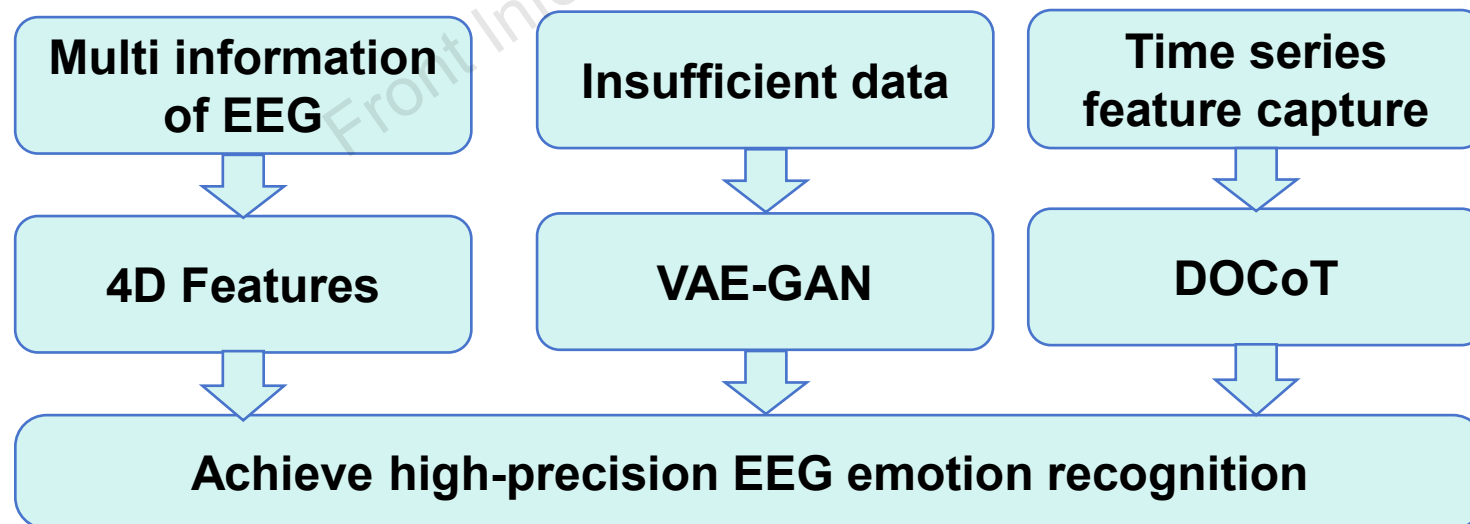 Multi information
of EEG
Insufficient data
Time series
feature capture
4D Features
VAE-GAN
DOCoT
Achieve high-precision EEG emotion recognition
Front